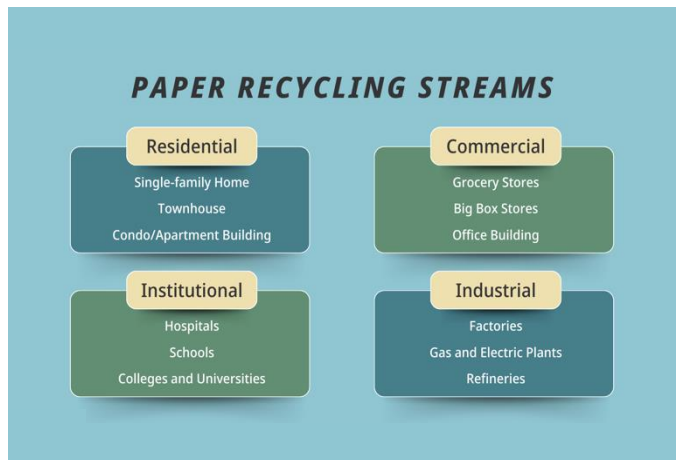 PAPER RECYCLING STREAMS
Residential
Single-family Home
Townhouse
Condo/Apartment Building
Commercial
Grocery Stores
Big Box Stores
Office Building
Institutional
Hospitals
Schools
Colleges and Universities
Industrial
Factories
Gas and Electric Plants
Refineries